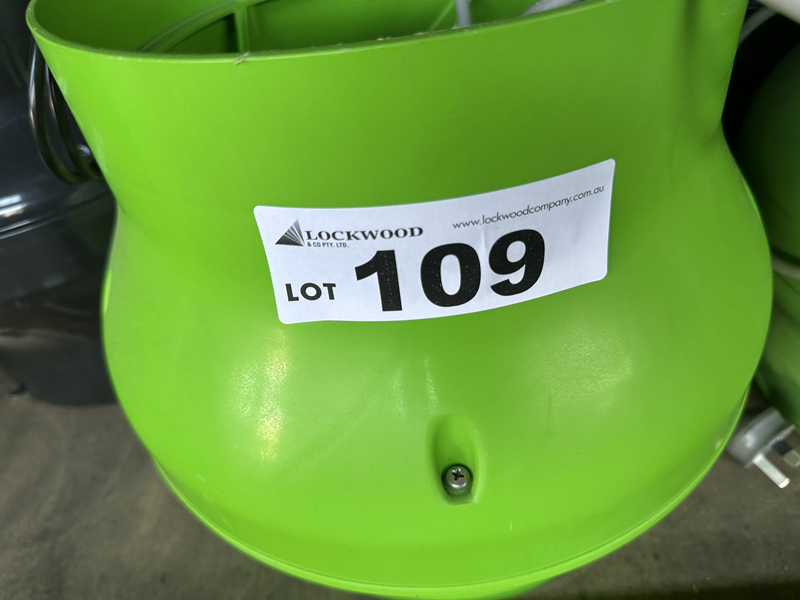 LOCKWOOD
& CO PTY. LTD.
www.lockwoodcompany.com.au
LOT 109